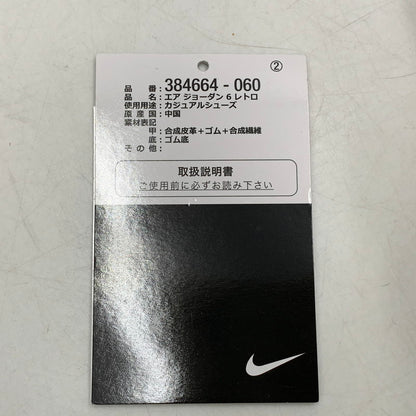 ②
品番:384664-060
品名:エア ジョーダン 6 レトロ
使用用途:カジュアルシューズ
原産国:中国
素材表記
甲:合成皮革+ゴム+合成繊維
底:ゴム底
その他:
取扱説明書
ご使用前に必ずお読み下さい